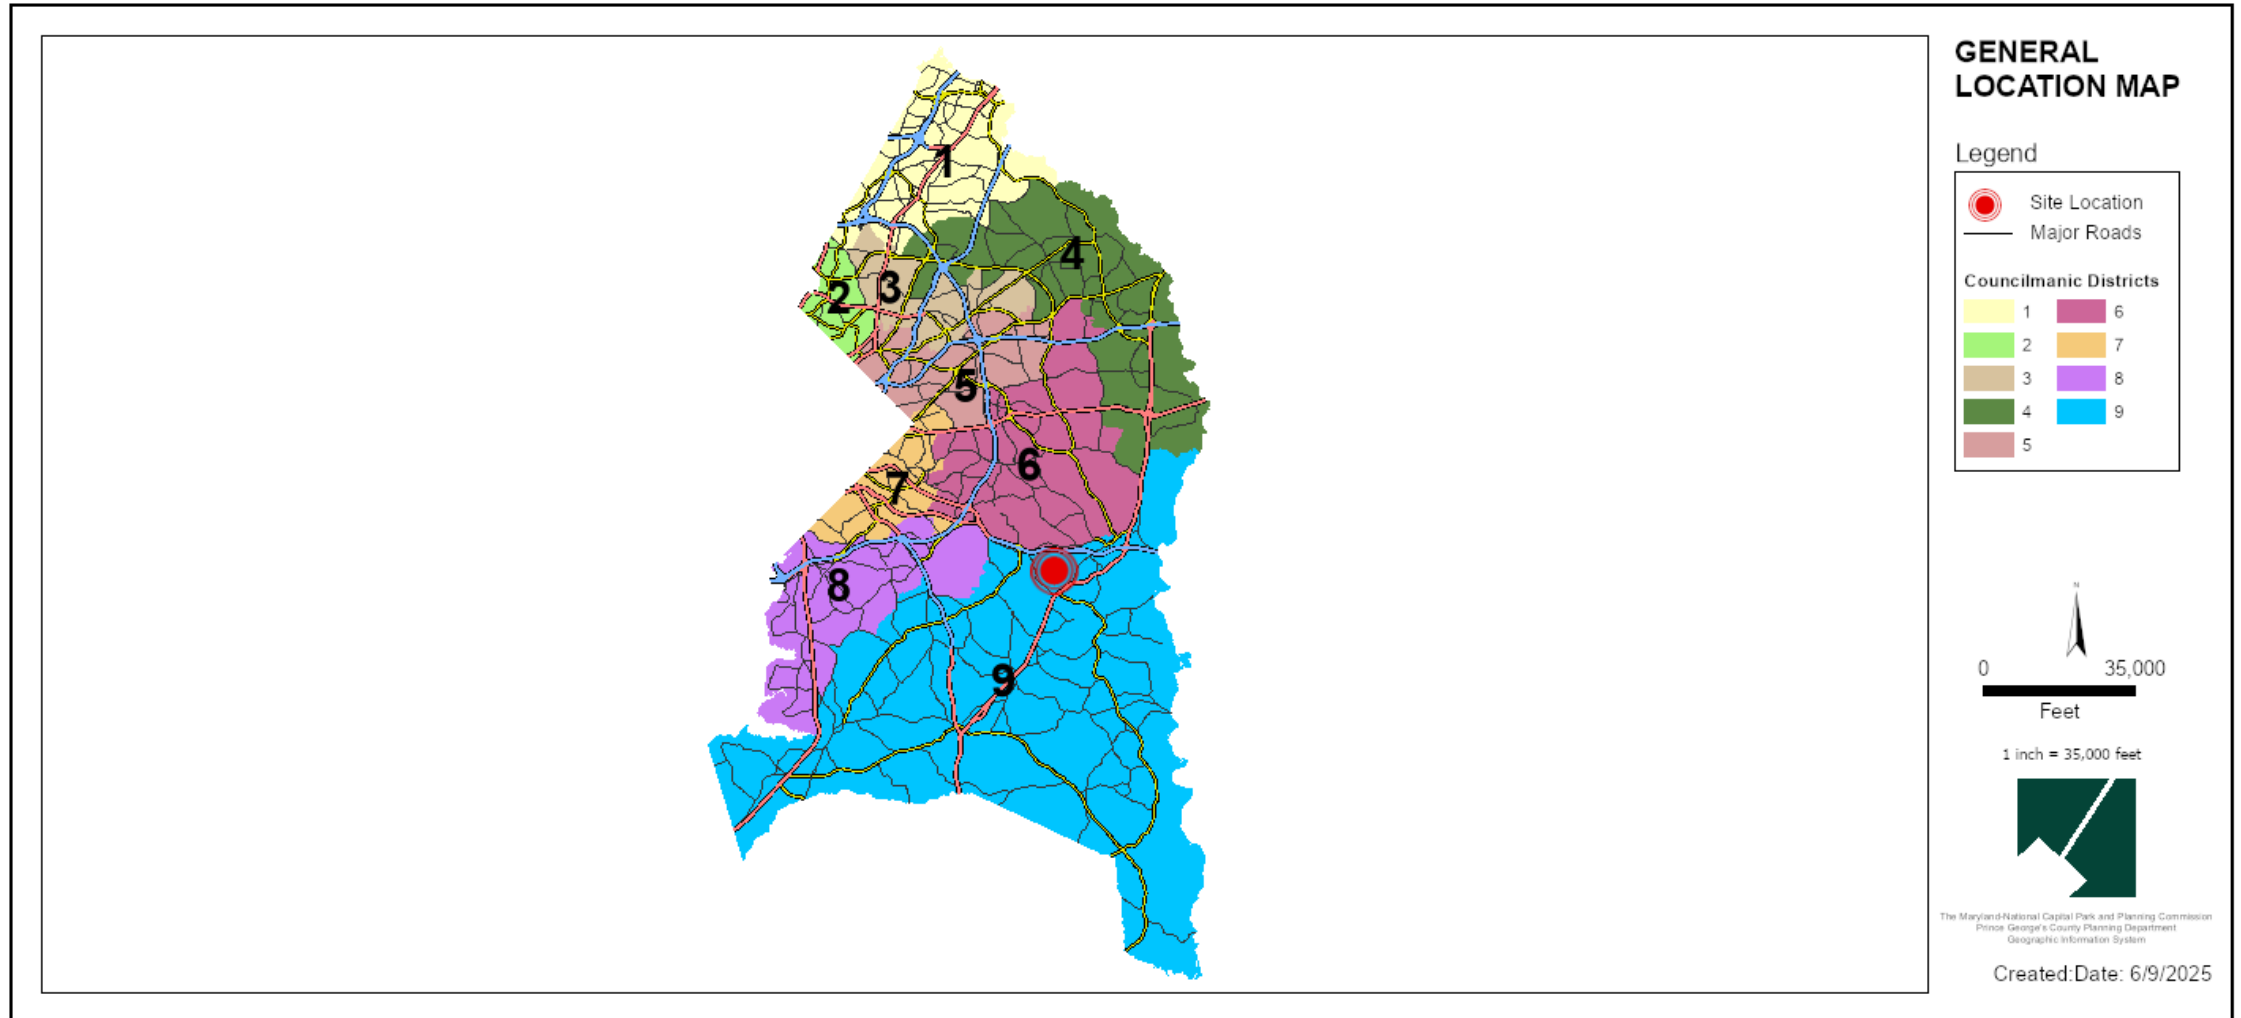 GENERAL
LOCATION MAP
Legend
Site Location
Major Roads
Councilmanic Districts
1 6
2 7
3 8
4 9
5
1
4
2
3
5
6
7
8
9
N
0 35,000
Feet
1 inch = 35,000 feet
The Maryland-National Capital Park and Planning Commission
Prince George's County Planning Department
Geographic Information System
Created:Date: 6/9/2025